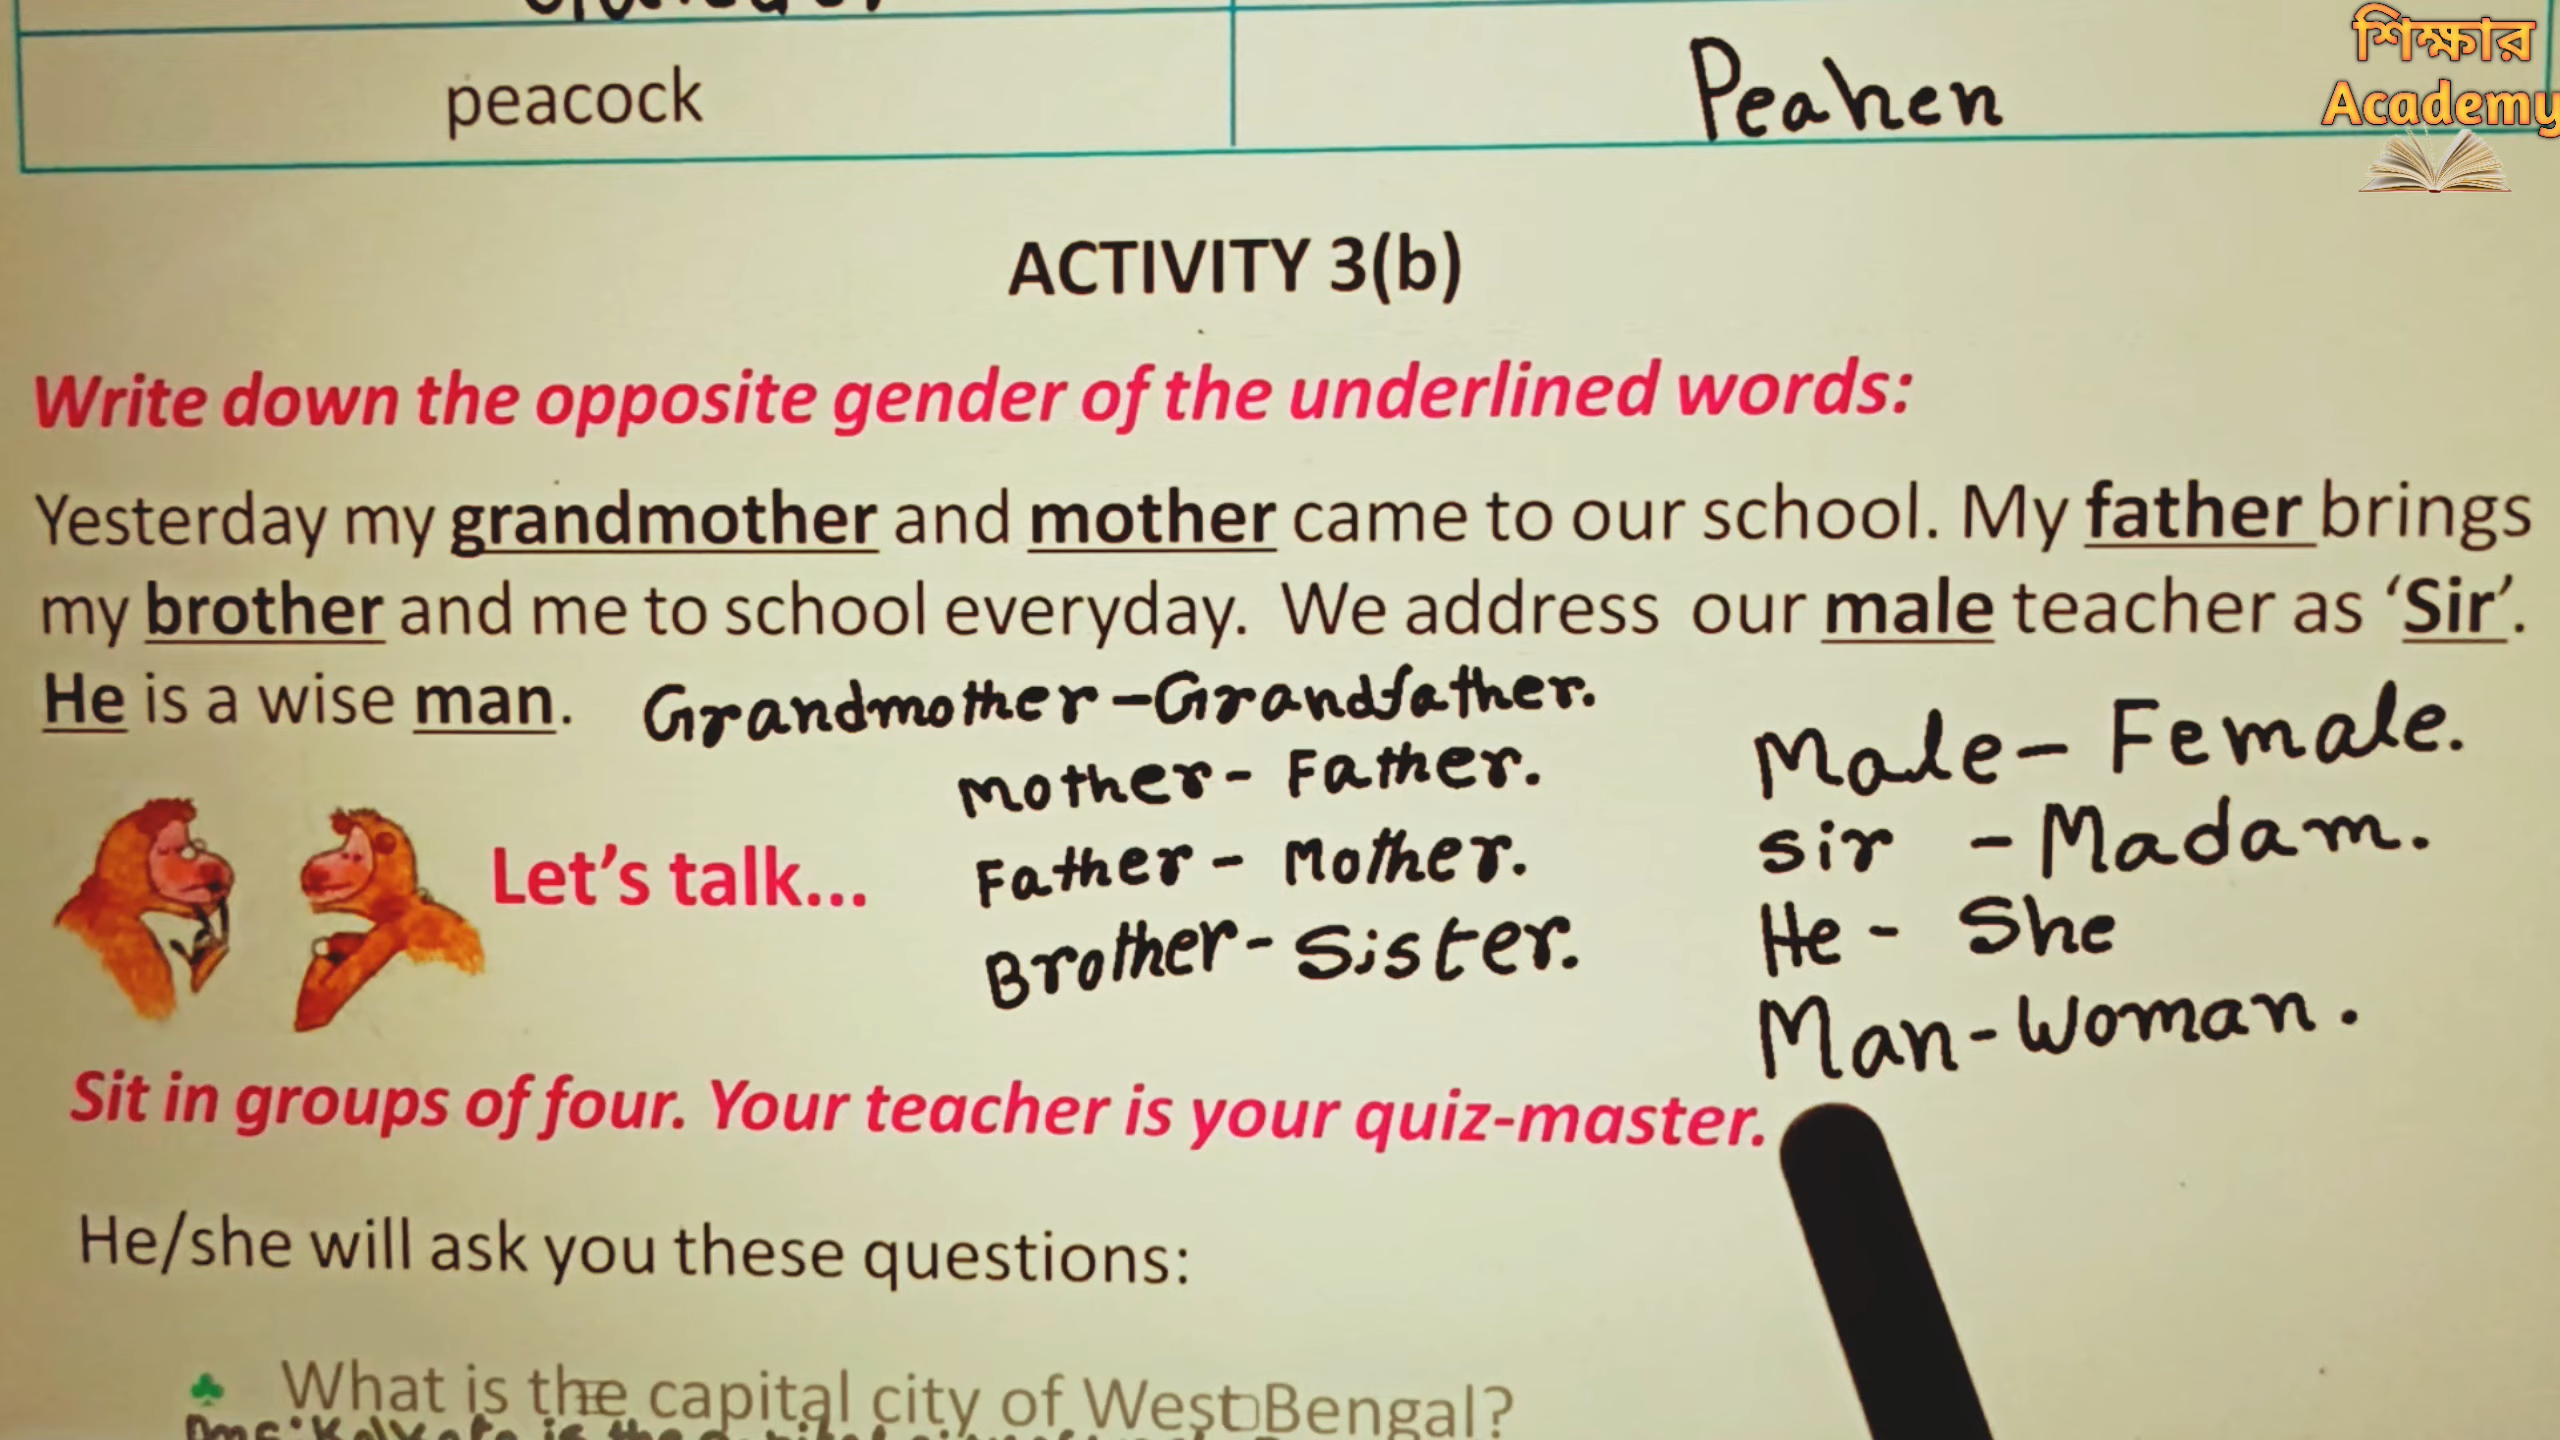 peacock
Peahen
শিক্ষার
Academy
ACTIVITY 3(b)
Write down the opposite gender of the underlined words:
Yesterday my grandmother and mother came to our school. My father brings
my brother and me to school everyday. We address our male teacher as ‘Sir’.
He is a wise man.
Grandmother-Grandfather.
Mother- Father.
Father- Mother.
Brother- Sister.
Male- Female.
Sir - Madam.
He - She
Man-Woman.
Let’s talk...
Sit in groups of four. Your teacher is your quiz-master.
He/she will ask you these questions:
♣ What is the capital city of West Bengal?